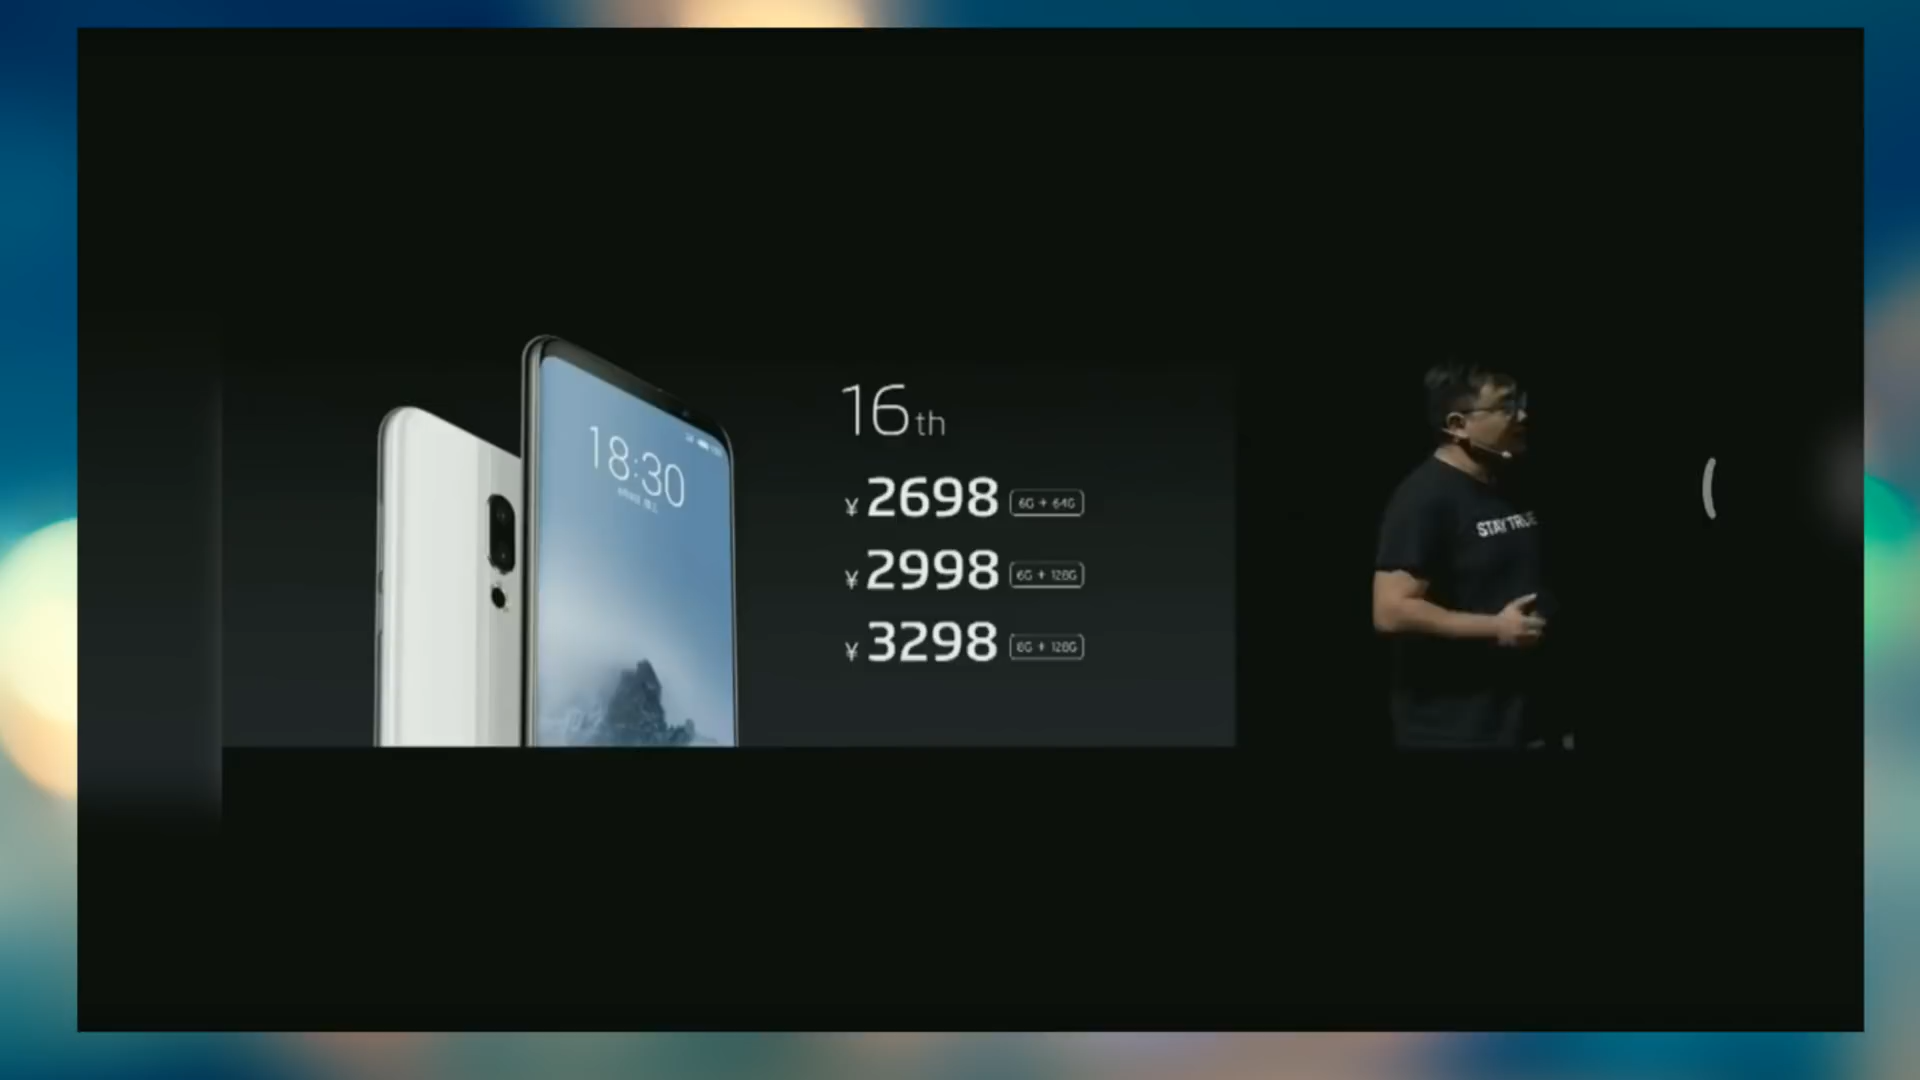 18:30
16th
¥2698 6G + 64G
¥2998 6G + 128G
¥3298 8G + 128G
STAY TRUE